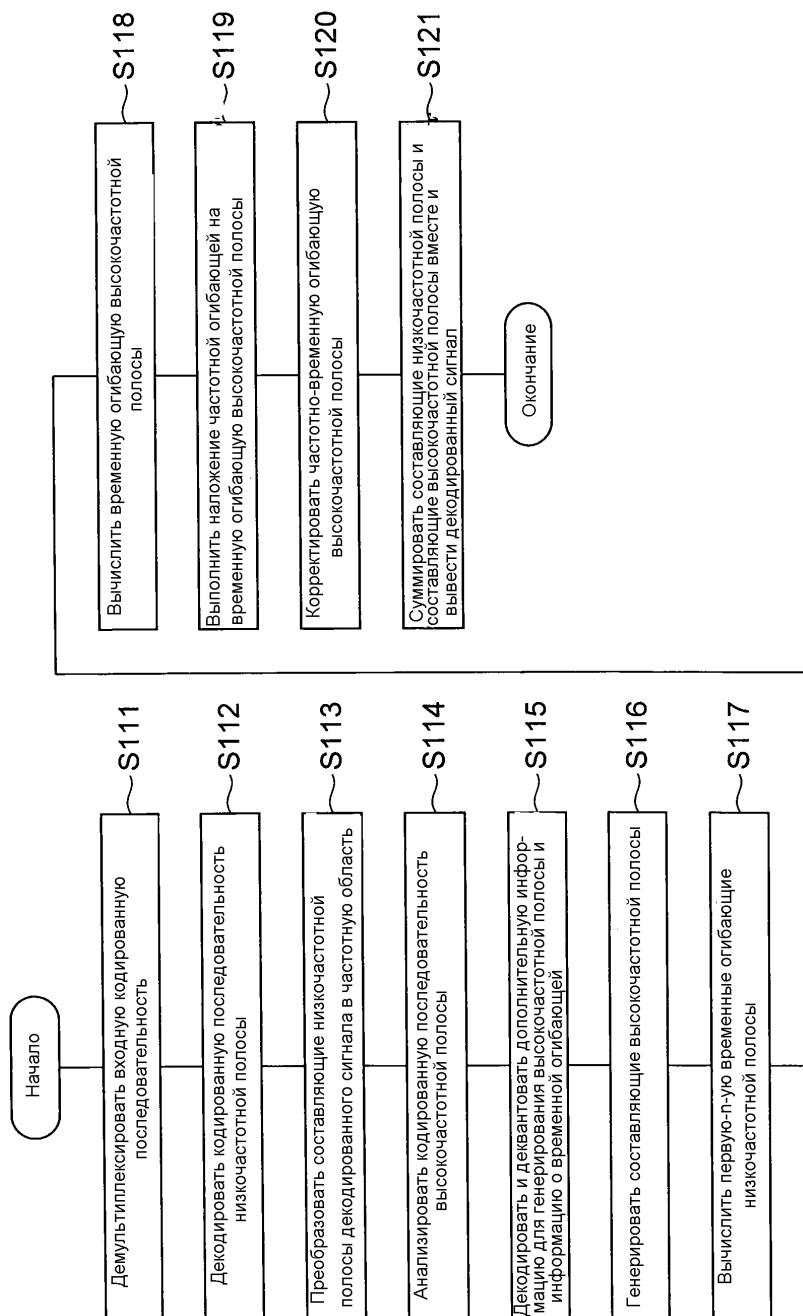 Начало
Демультиплексировать входную кодированную
последовательность
S111
Декодировать кодированную последовательность
низкочастотной полосы
S112
Преобразовать составляющие низкочастотной
полосы декодированного сигнала в частотную область
S113
Анализировать кодированную последовательность
высокочастотной полосы
S114
Декодировать и деквантовать дополнительную инфор-
мацию для генерирования высокочастотной полосы и
информацию о временной огибающей
S115
Генерировать составляющие высокочастотной полосы
S116
Вычислить первую-n-ую временные огибающие
низкочастотной полосы
S117
Вычислить временную огибающую высокочастотной
полосы
S118
Выполнить наложение частотной огибающей на
временную огибающую высокочастотной полосы
S119
Корректировать частотно-временную огибающую
высокочастотной полосы
S120
Суммировать составляющие низкочастотной полосы и
составляющие высокочастотной полосы вместе и
вывести декодированный сигнал
S121
Окончание